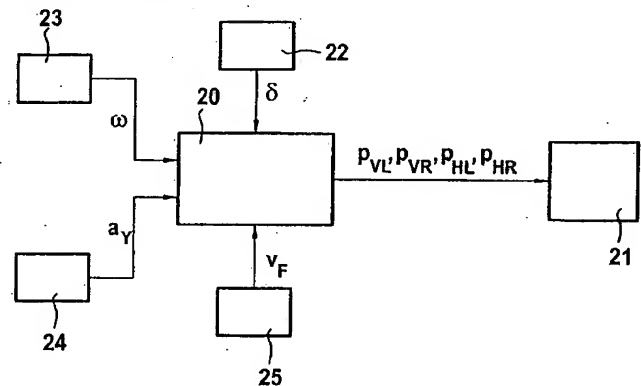 23
22
20
δ
ω
p_VL, p_VR, p_HL, p_HR
a_Y
21
v_F
24
25